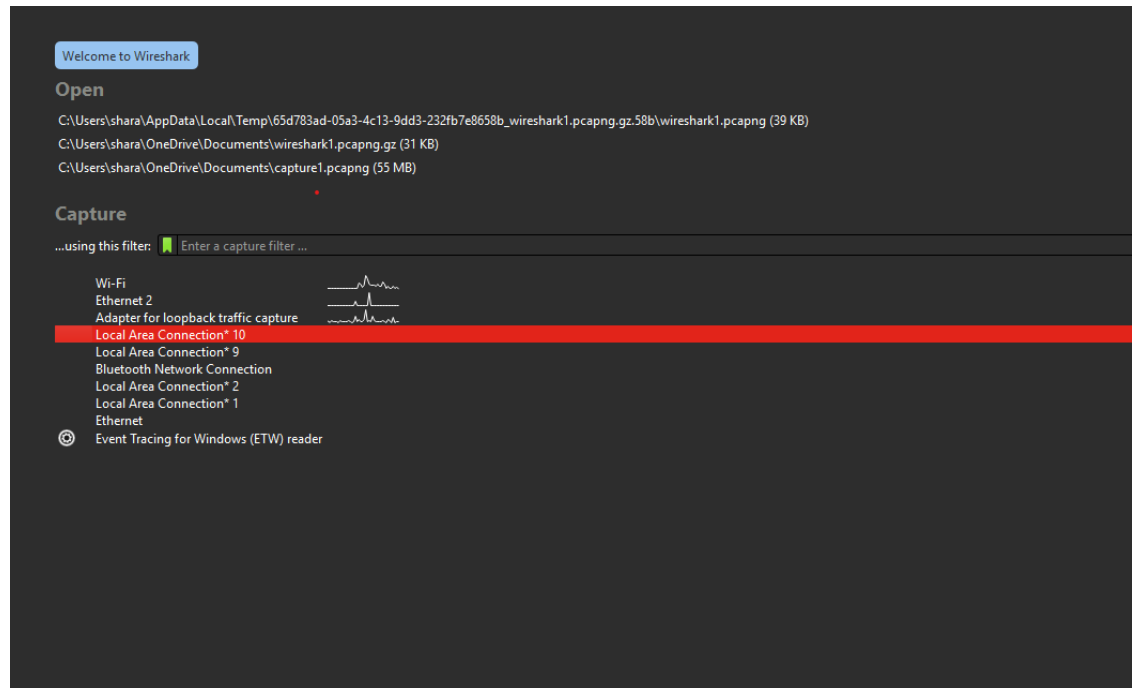 Welcome to Wireshark
Open
C:\Users\shara\AppData\Local\Temp\65d783ad-05a3-4c13-9dd3-232fb7e8658b_wireshark1.pcapng.gz.58b\wireshark1.pcapng (39 KB)
C:\Users\shara\OneDrive\Documents\wireshark1.pcapng.gz (31 KB)
C:\Users\shara\OneDrive\Documents\capture1.pcapng (55 MB)
Capture
...using this filter: Enter a capture filter ...
Wi-Fi
Ethernet 2
Adapter for loopback traffic capture
Local Area Connection* 10
Local Area Connection* 9
Bluetooth Network Connection
Local Area Connection* 2
Local Area Connection* 1
Ethernet
Event Tracing for Windows (ETW) reader